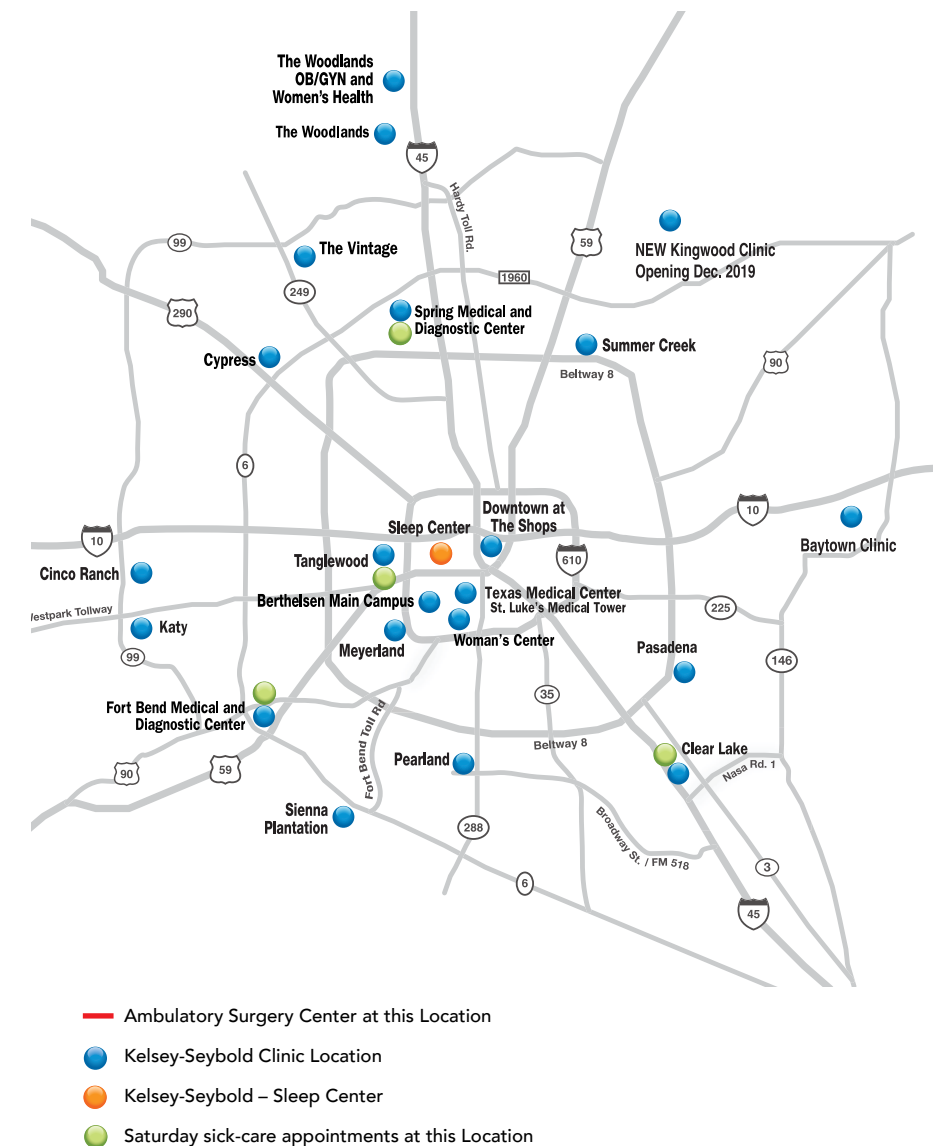 The Woodlands
OB/GYN and
Women's Health
The Woodlands
45
Hardy Toll Rd.
59
NEW Kingwood Clinic
Opening Dec. 2019
99
The Vintage
249
1960
290
Spring Medical and
Diagnostic Center
Cypress
Summer Creek
Beltway 8
90
6
10
Downtown at
The Shops
Sleep Center
10
Baytown Clinic
Tanglewood
610
Cinco Ranch
Berthelsen Main Campus
Texas Medical Center
St. Luke's Medical Tower
225
Westpark Tollway
Katy
Meyerland
Woman's Center
Pasadena
99
146
35
Fort Bend Medical and
Diagnostic Center
Fort Bend Toll Rd
Beltway 8
Clear Lake
Nasa Rd. 1
90
59
Pearland
Sienna
Plantation
288
Broadway St. / FM 518
3
6
45
Ambulatory Surgery Center at this Location
Kelsey-Seybold Clinic Location
Kelsey-Seybold – Sleep Center
Saturday sick-care appointments at this Location